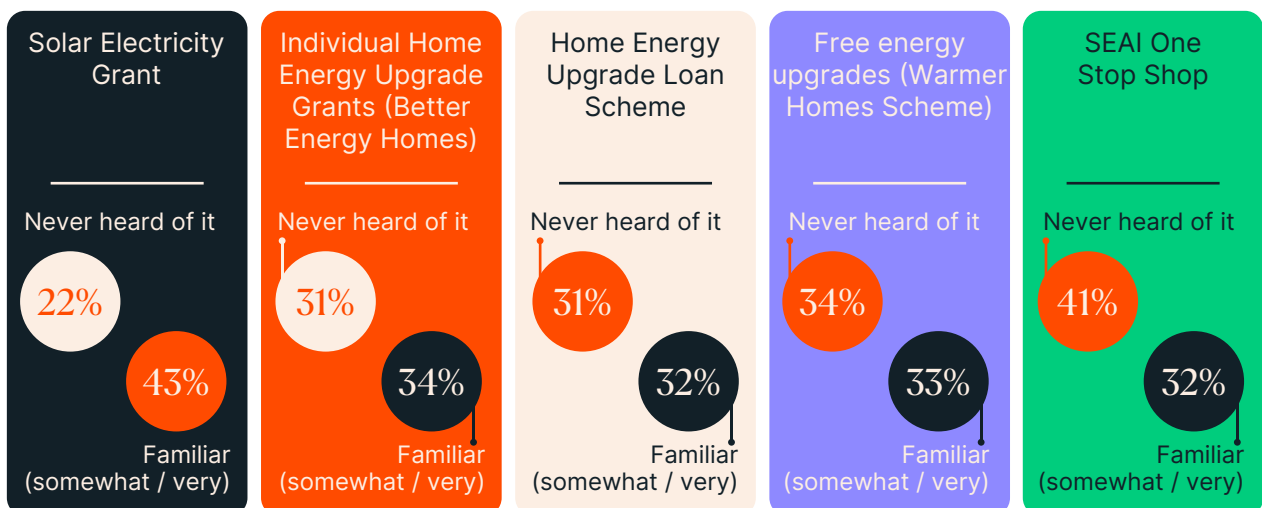 Solar Electricity
Grant
Never heard of it
22%
43%
Familiar
(somewhat / very)
Individual Home
Energy Upgrade
Grants (Better
Energy Homes)
Never heard of it
31%
34%
Familiar
(somewhat / very)
Home Energy
Upgrade Loan
Scheme
Never heard of it
31%
32%
Familiar
(somewhat / very)
Free energy
upgrades (Warmer
Homes Scheme)
Never heard of it
34%
33%
Familiar
(somewhat / very)
SEAI One
Stop Shop
Never heard of it
41%
32%
Familiar
(somewhat / very)